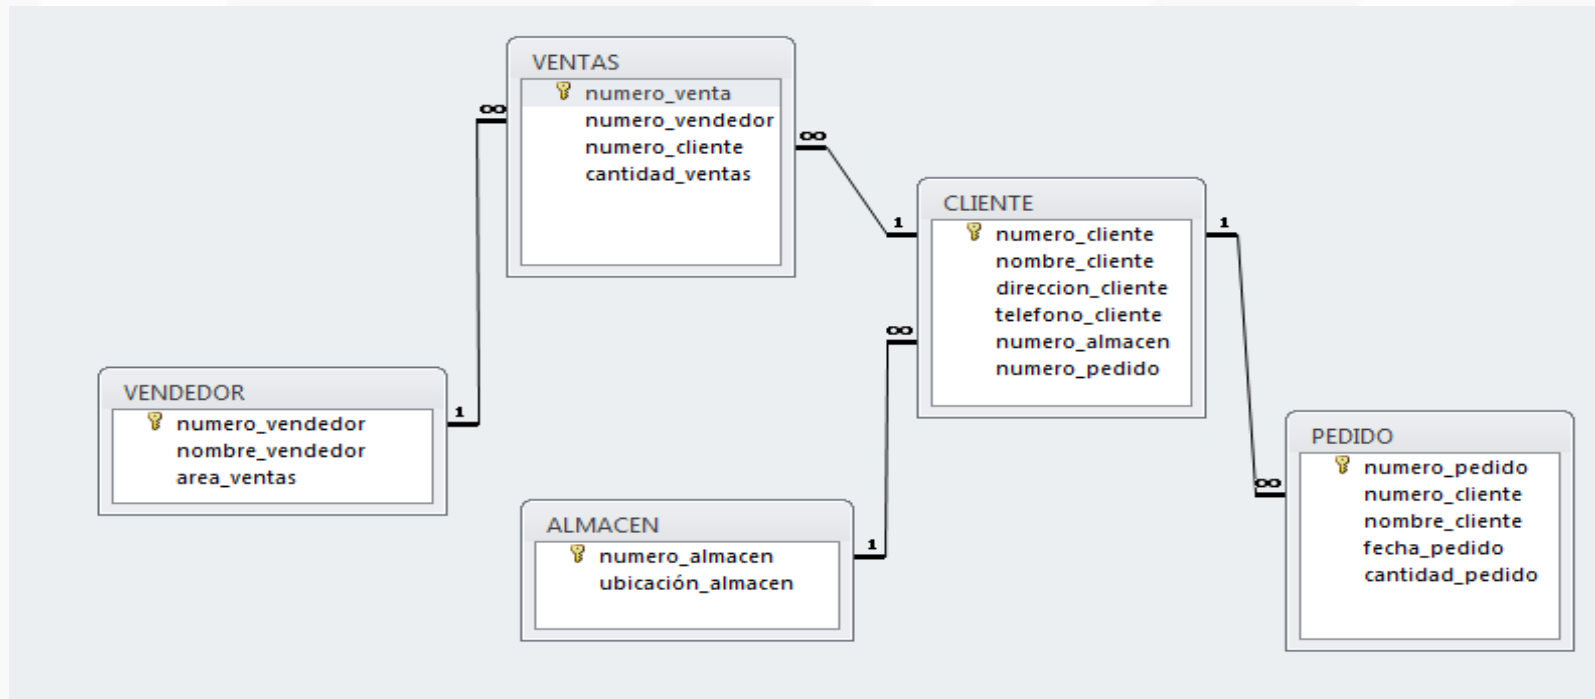 VENTAS
numero_venta
numero_vendedor
numero_cliente
cantidad_ventas
∞
∞
CLIENTE
numero_cliente
nombre_cliente
direccion_cliente
telefono_cliente
numero_almacen
numero_pedido
1
1
∞
VENDEDOR
numero_vendedor
nombre_vendedor
area_ventas
1
ALMACEN
numero_almacen
ubicación_almacen
1
PEDIDO
numero_pedido
numero_cliente
nombre_cliente
fecha_pedido
cantidad_pedido
∞